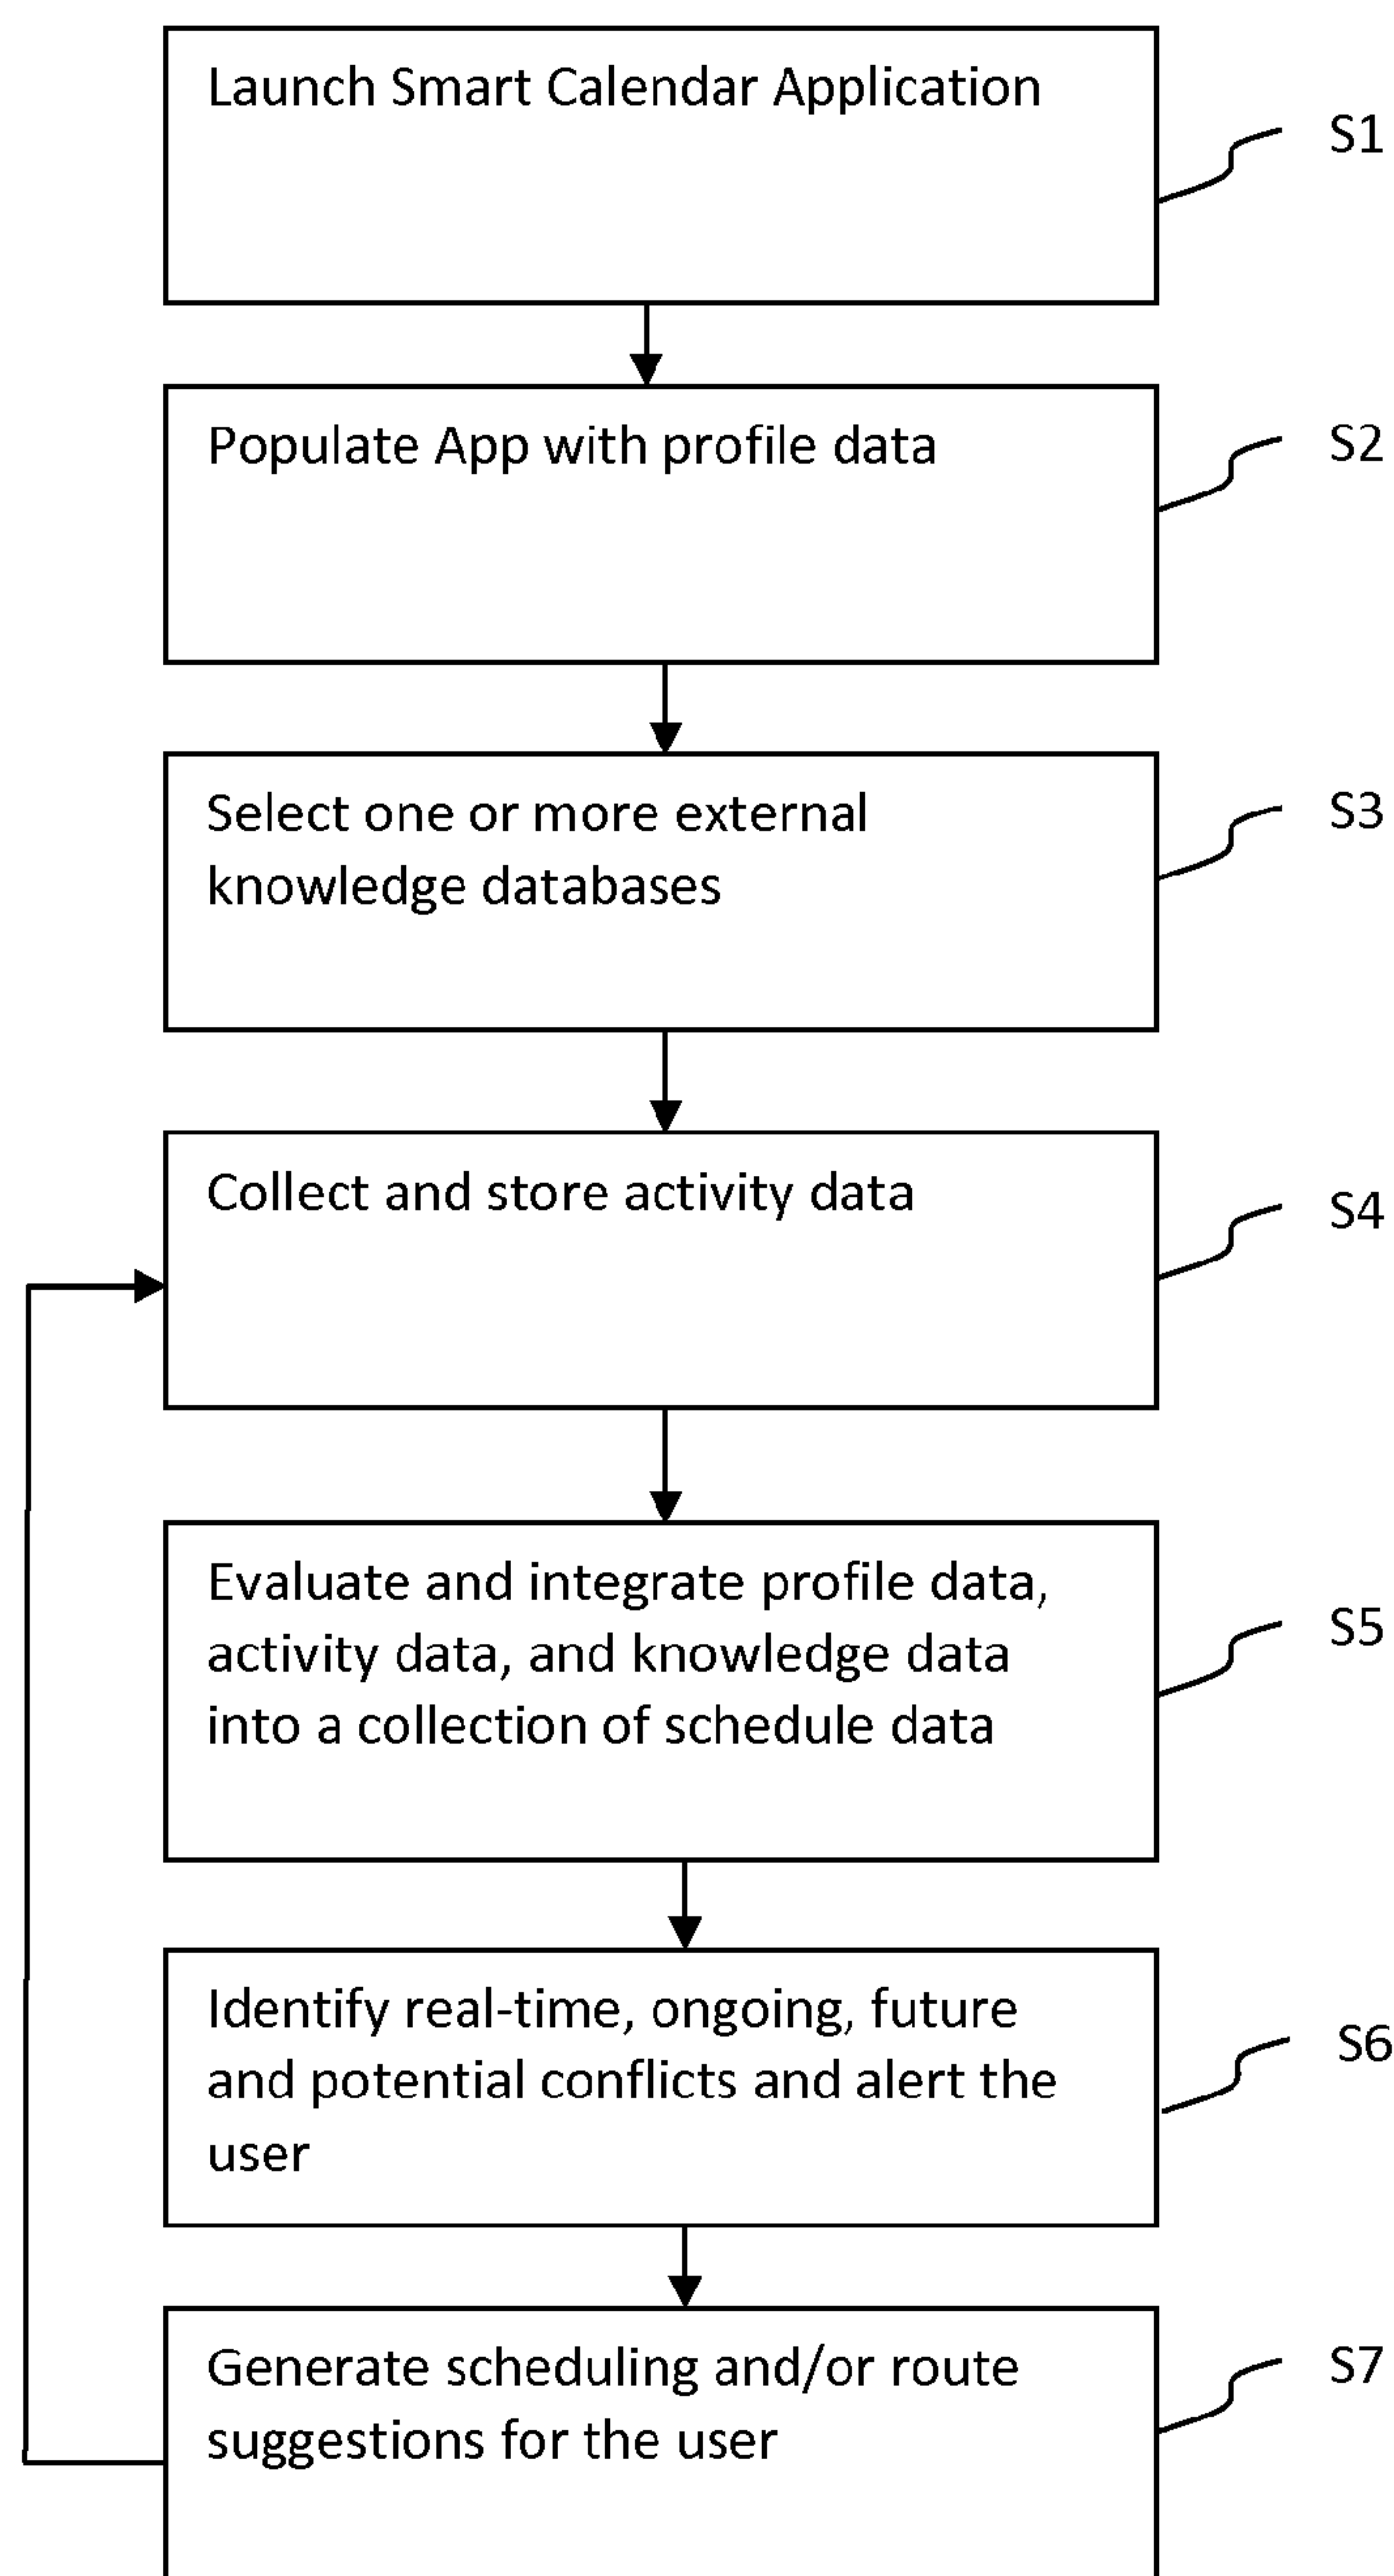 Launch Smart Calendar Application
S1
Populate App with profile data
S2
Select one or more external
knowledge databases
S3
Collect and store activity data
S4
Evaluate and integrate profile data,
activity data, and knowledge data
into a collection of schedule data
S5
Identify real-time, ongoing, future
and potential conflicts and alert the
user
S6
Generate scheduling and/or route
suggestions for the user
S7